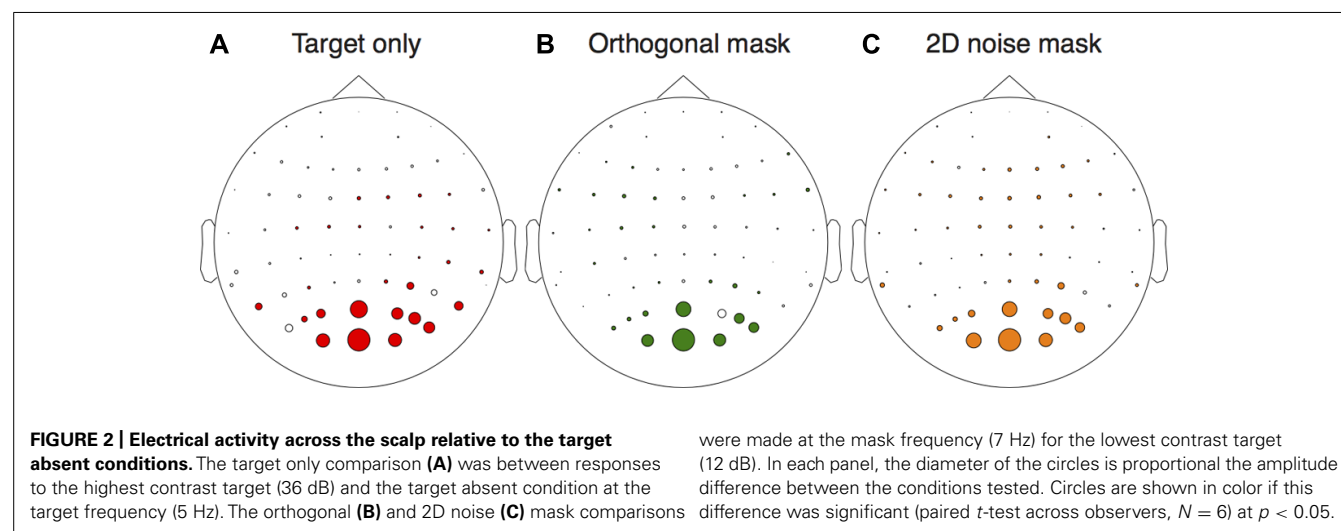 A Target only B Orthogonal mask C 2D noise mask
FIGURE 2 | Electrical activity across the scalp relative to the target
absent conditions. The target only comparison (A) was between responses
to the highest contrast target (36 dB) and the target absent condition at the
target frequency (5 Hz). The orthogonal (B) and 2D noise (C) mask comparisons
were made at the mask frequency (7 Hz) for the lowest contrast target
(12 dB). In each panel, the diameter of the circles is proportional the amplitude
difference between the conditions tested. Circles are shown in color if this
difference was significant (paired t-test across observers, N = 6) at p < 0.05.